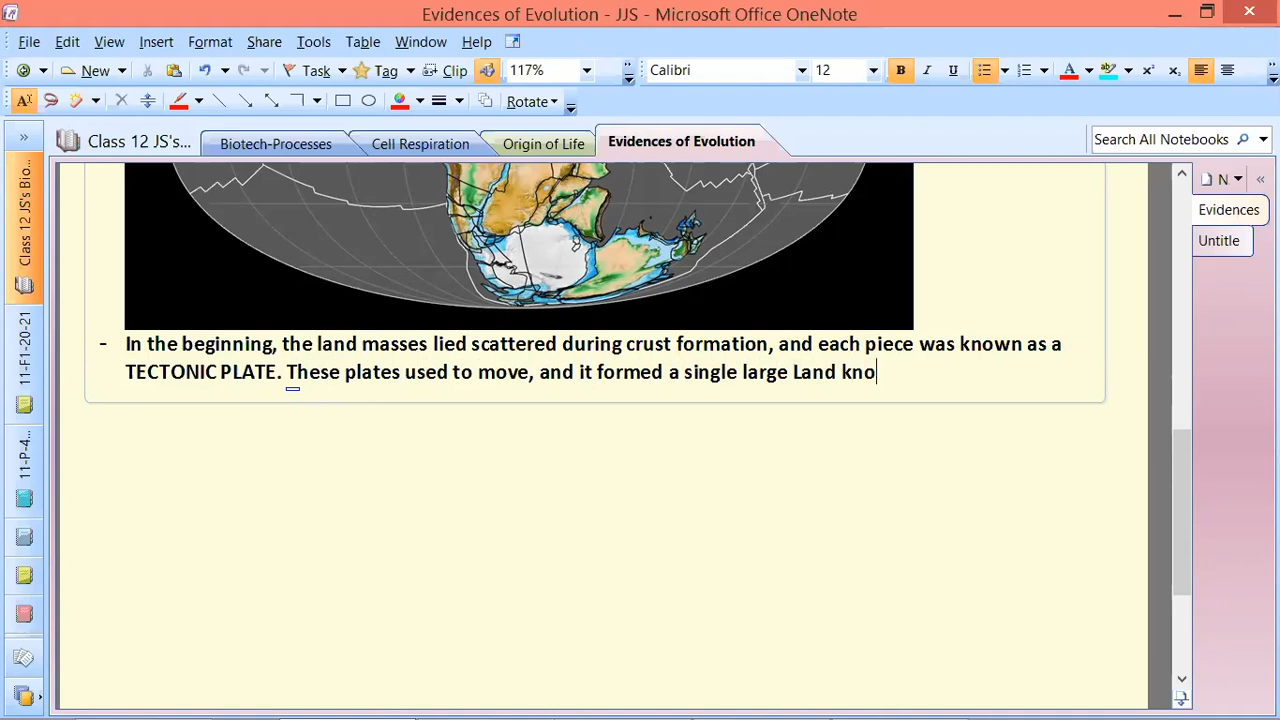 Evidences of Evolution - JJS - Microsoft Office OneNote
File Edit View Insert Format Share Tools Table Window Help
New Task Tag Clip 117% Calibri 12 B I U
Rotate
Class 12 JS's... Biotech-Processes Cell Respiration Origin of Life Evidences of Evolution Search All Notebooks
N
Evidences
Untitle
Class 12 JS's Bio...
11-F1-20-21
11-P-4...
- In the beginning, the land masses lied scattered during crust formation, and each piece was known as a
TECTONIC PLATE. These plates used to move, and it formed a single large Land kno